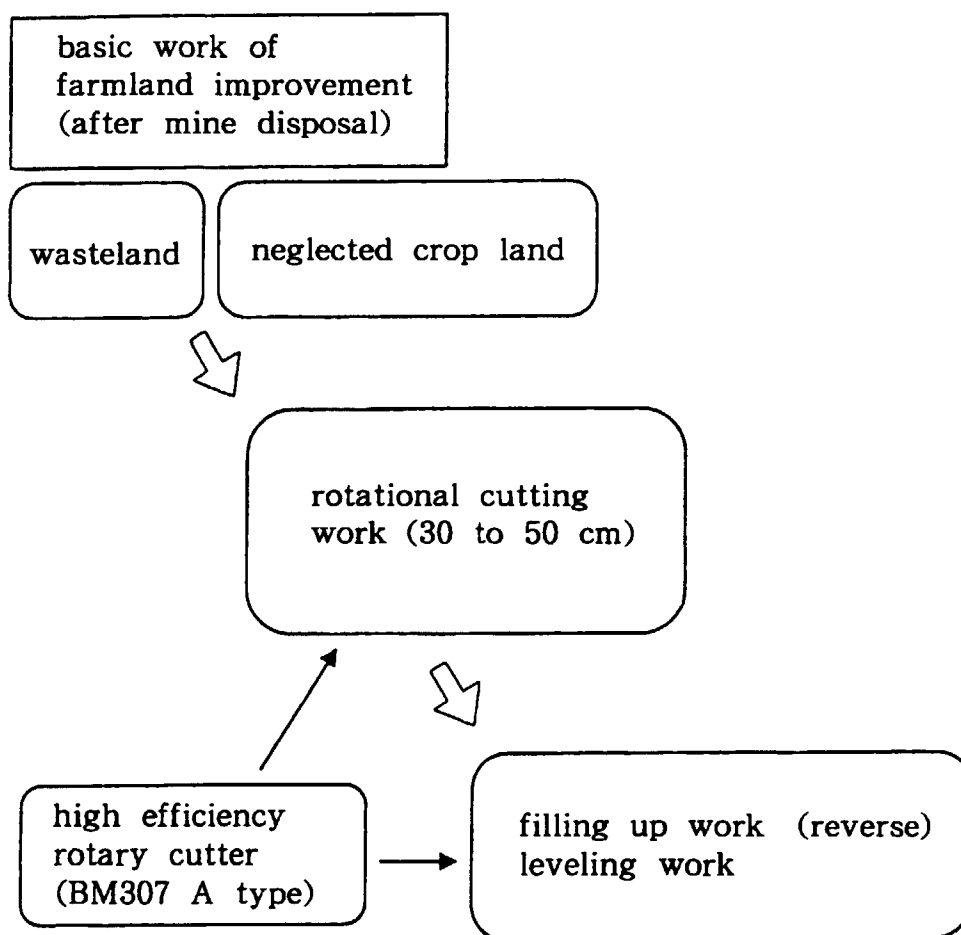 basic work of
farmland improvement
(after mine disposal)
wasteland
neglected crop land
rotational cutting
work (30 to 50 cm)
high efficiency
rotary cutter
(BM307 A type)
filling up work (reverse)
leveling work